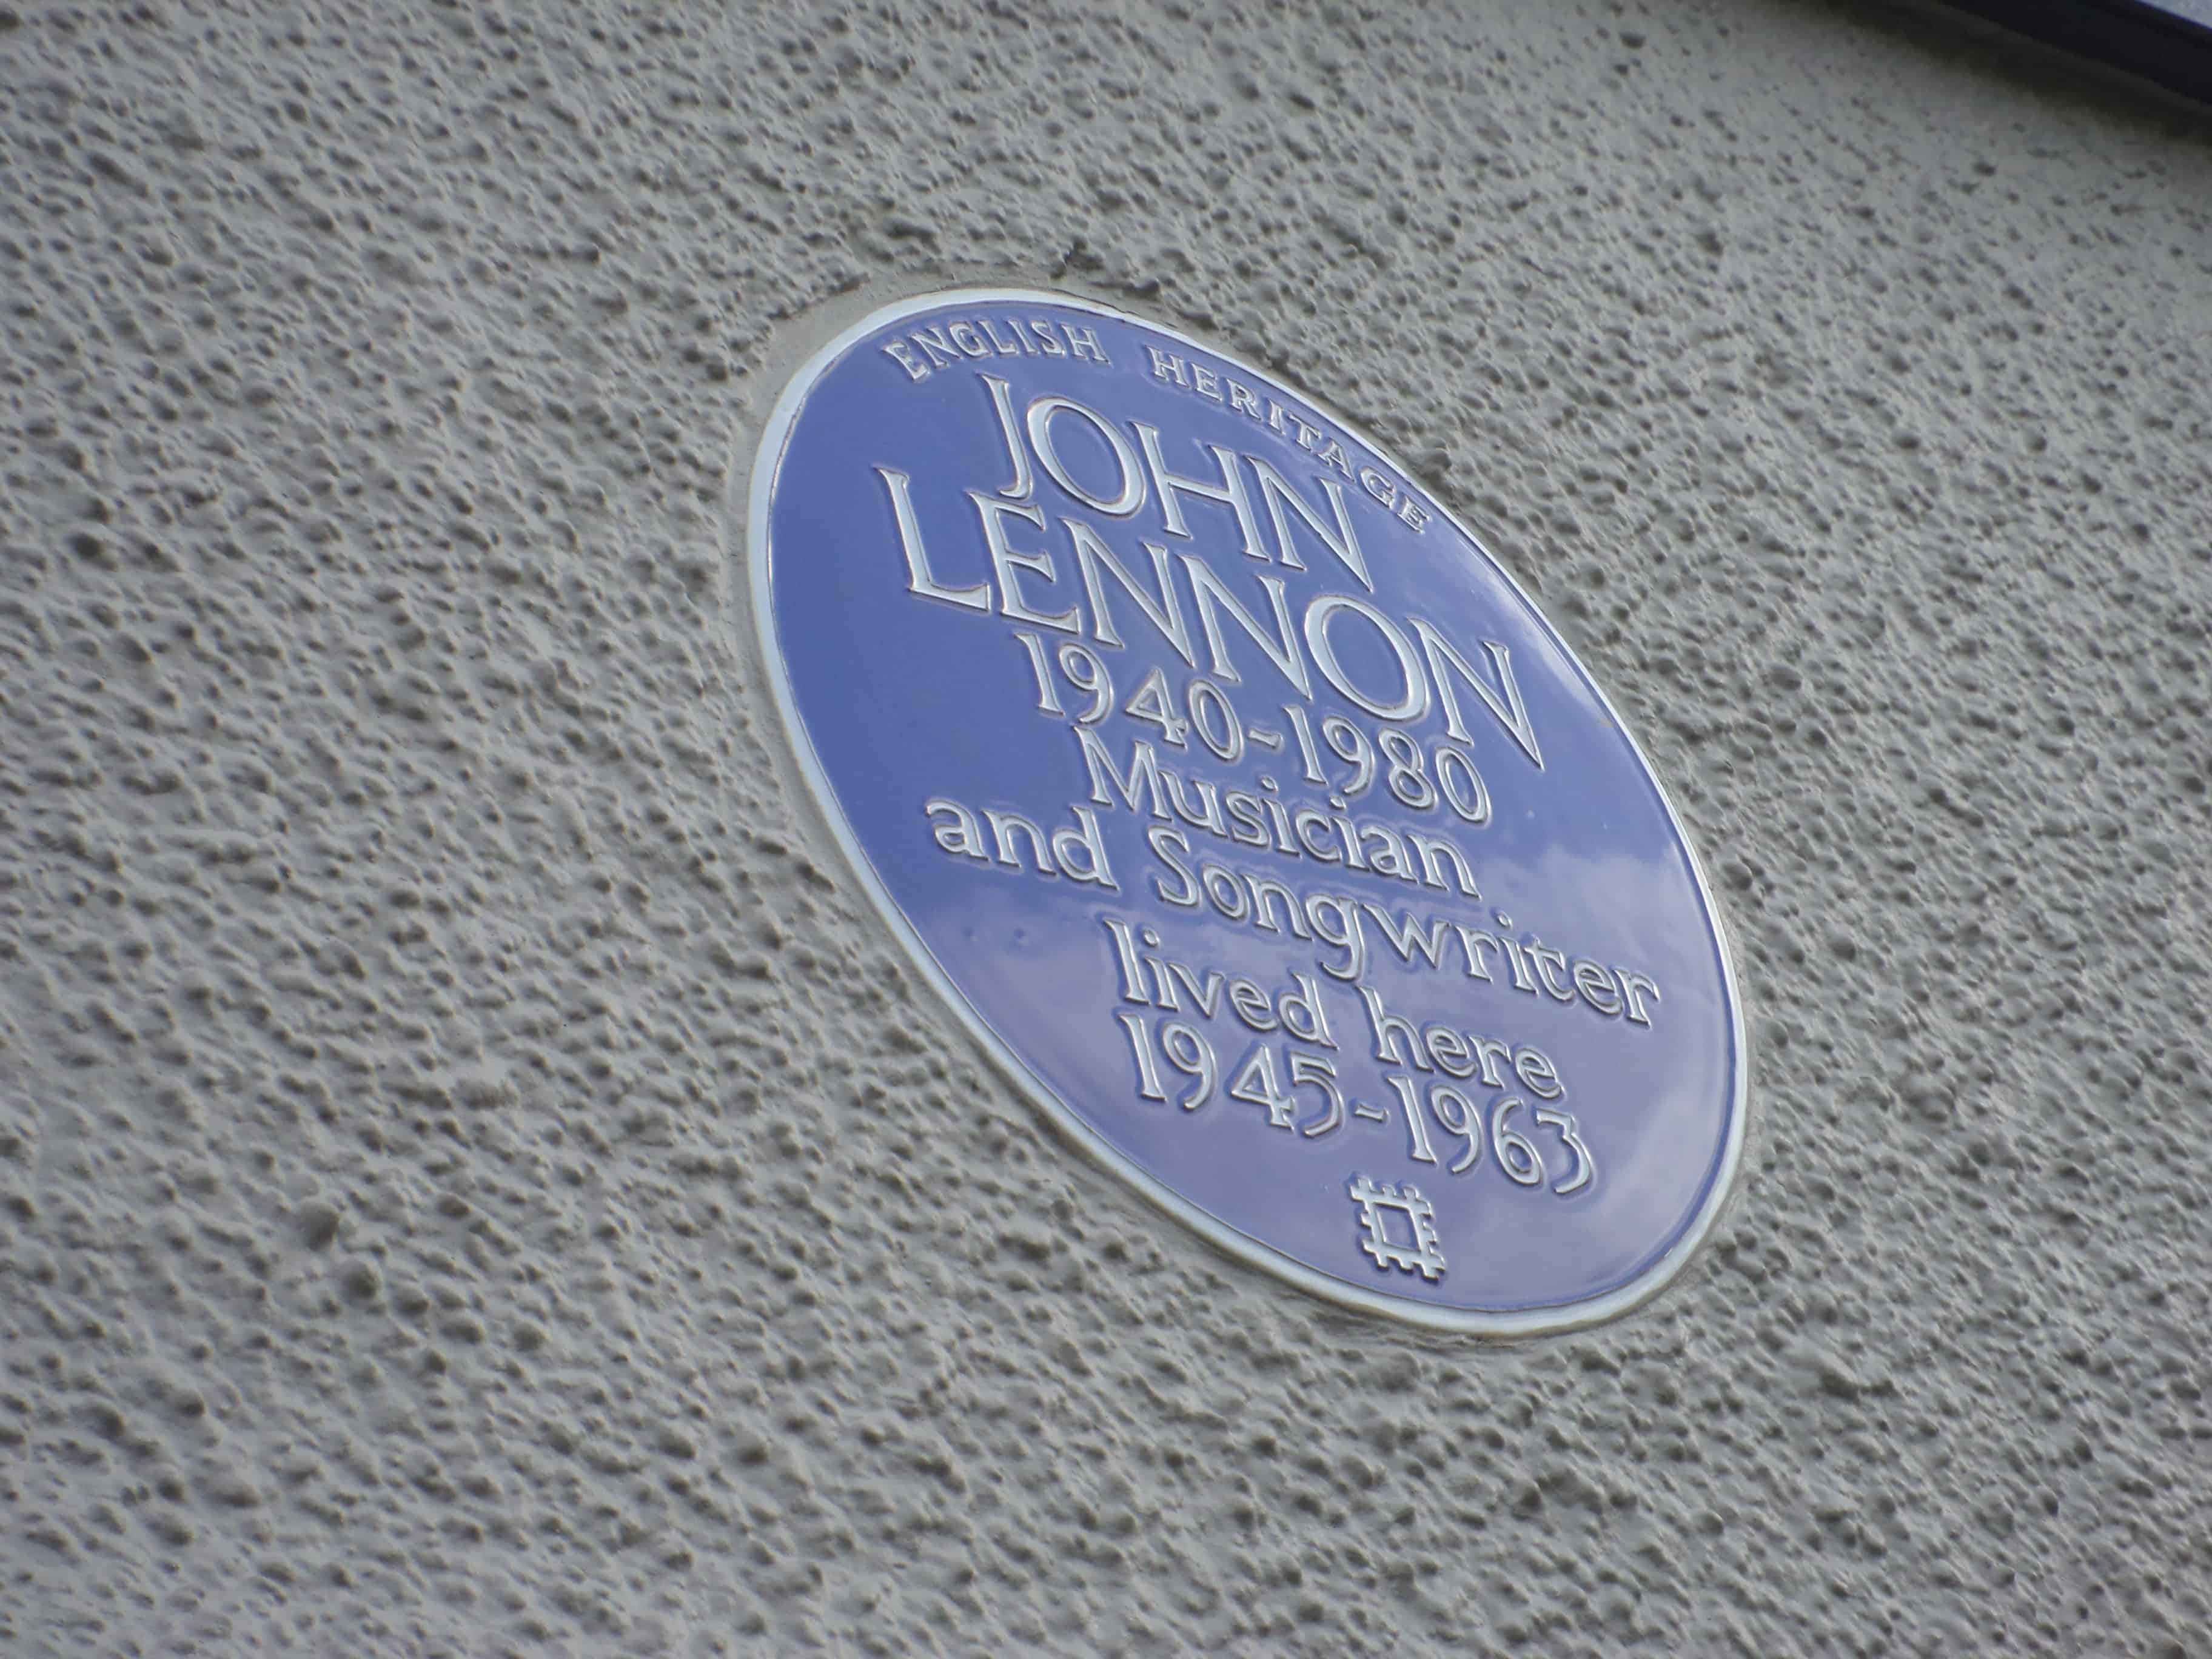 ENGLISH HERITAGE
JOHN
LENNON
1940-1980
Musician
and Songwriter
lived here
1945-1963